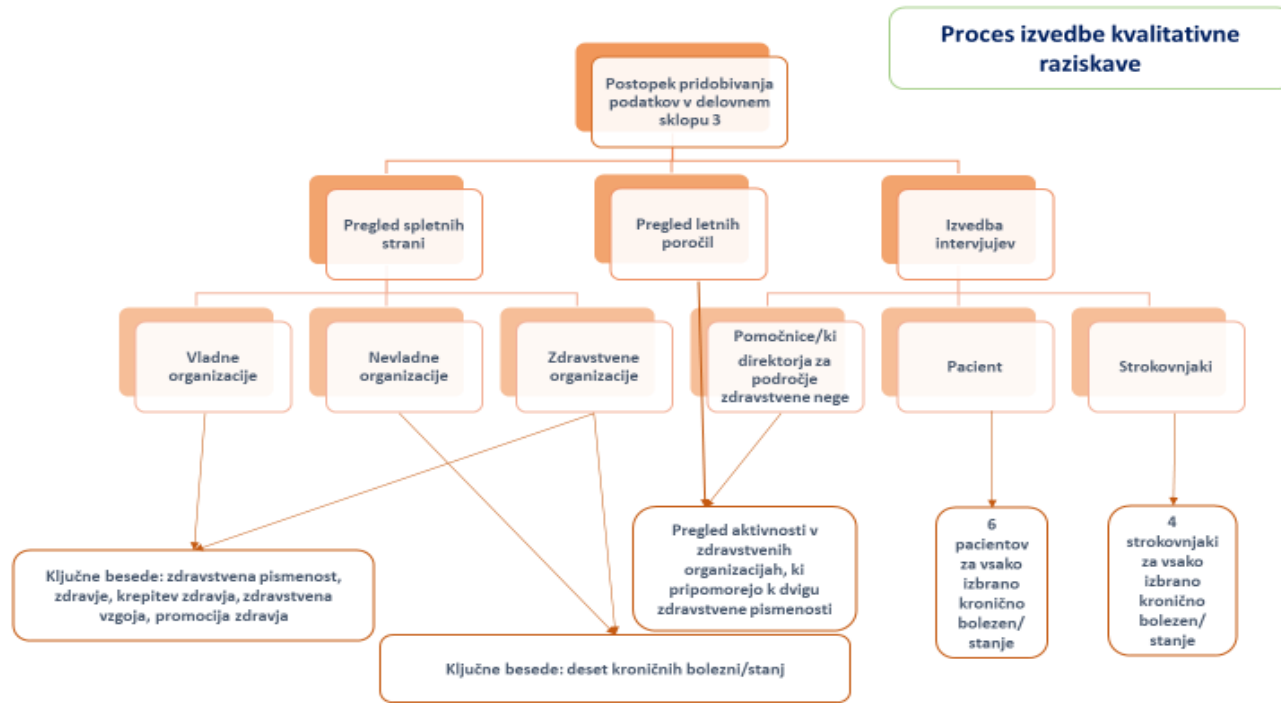 Proces izvedbe kvalitativne
raziskave
Postopek pridobivanja
podatkov v delovnem
sklopu 3
Pregled spletnih
strani
Pregled letnih
poročil
Izvedba
intervjujev
Vladne
organizacije
Nevladne
organizacije
Zdravstvene
organizacije
Pomočnice/ki
direktorja za
področje
zdravstvene nege
Pacient
Strokovnjaki
Ključne besede: zdravstvena pismenost,
zdravje, krepitev zdravja, zdravstvena
vzgoja, promocija zdravja
Ključne besede: deset kroničnih bolezni/stanj
Pregled aktivnosti v
zdravstvenih
organizacijah, ki
pripomorejo k dvigu
zdravstvene pismenosti
6
pacientov
za vsako
izbrano
kronično
bolezen/
stanje
4
strokovnjaki
za vsako
izbrano
kronično
bolezen/
stanje